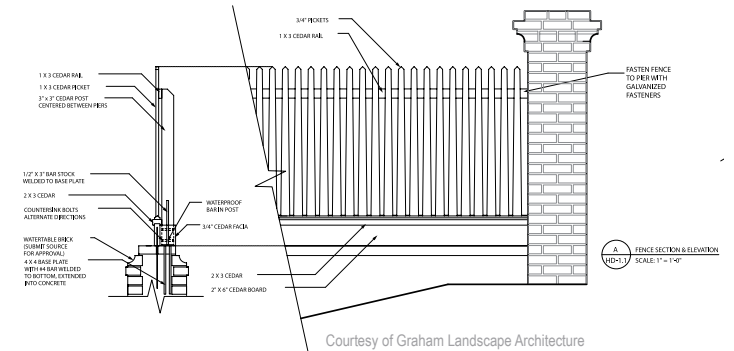 3/4" PICKETS
1 X 3 CEDAR RAIL
1 X 3 CEDAR RAIL
1 X 3 CEDAR PICKET
3" x 3" CEDAR POST
CENTERED BETWEEN PIERS
FASTEN FENCE
TO PIER WITH
GALVANIZED
FASTENERS
1/2" X 3" BAR STOCK
WELDED TO BASE PLATE
2 X 3 CEDAR
COUNTERSINK BOLTS
ALTERNATE DIRECTIONS
WATERPROOF
BAR IN POST
3/4" CEDAR FACIA
WATERTABLE BRICK
(SUBMIT SOURCE
FOR APPROVAL)
4 X 4 BASE PLATE
WITH #4 BAR WELDED
TO BOTTOM, EXTENDED
INTO CONCRETE
2 X 3 CEDAR
2" X 6" CEDAR BOARD
A
HD-1.1
FENCE SECTION & ELEVATION
SCALE: 1" = 1'-0"
Courtesy of Graham Landscape Architecture